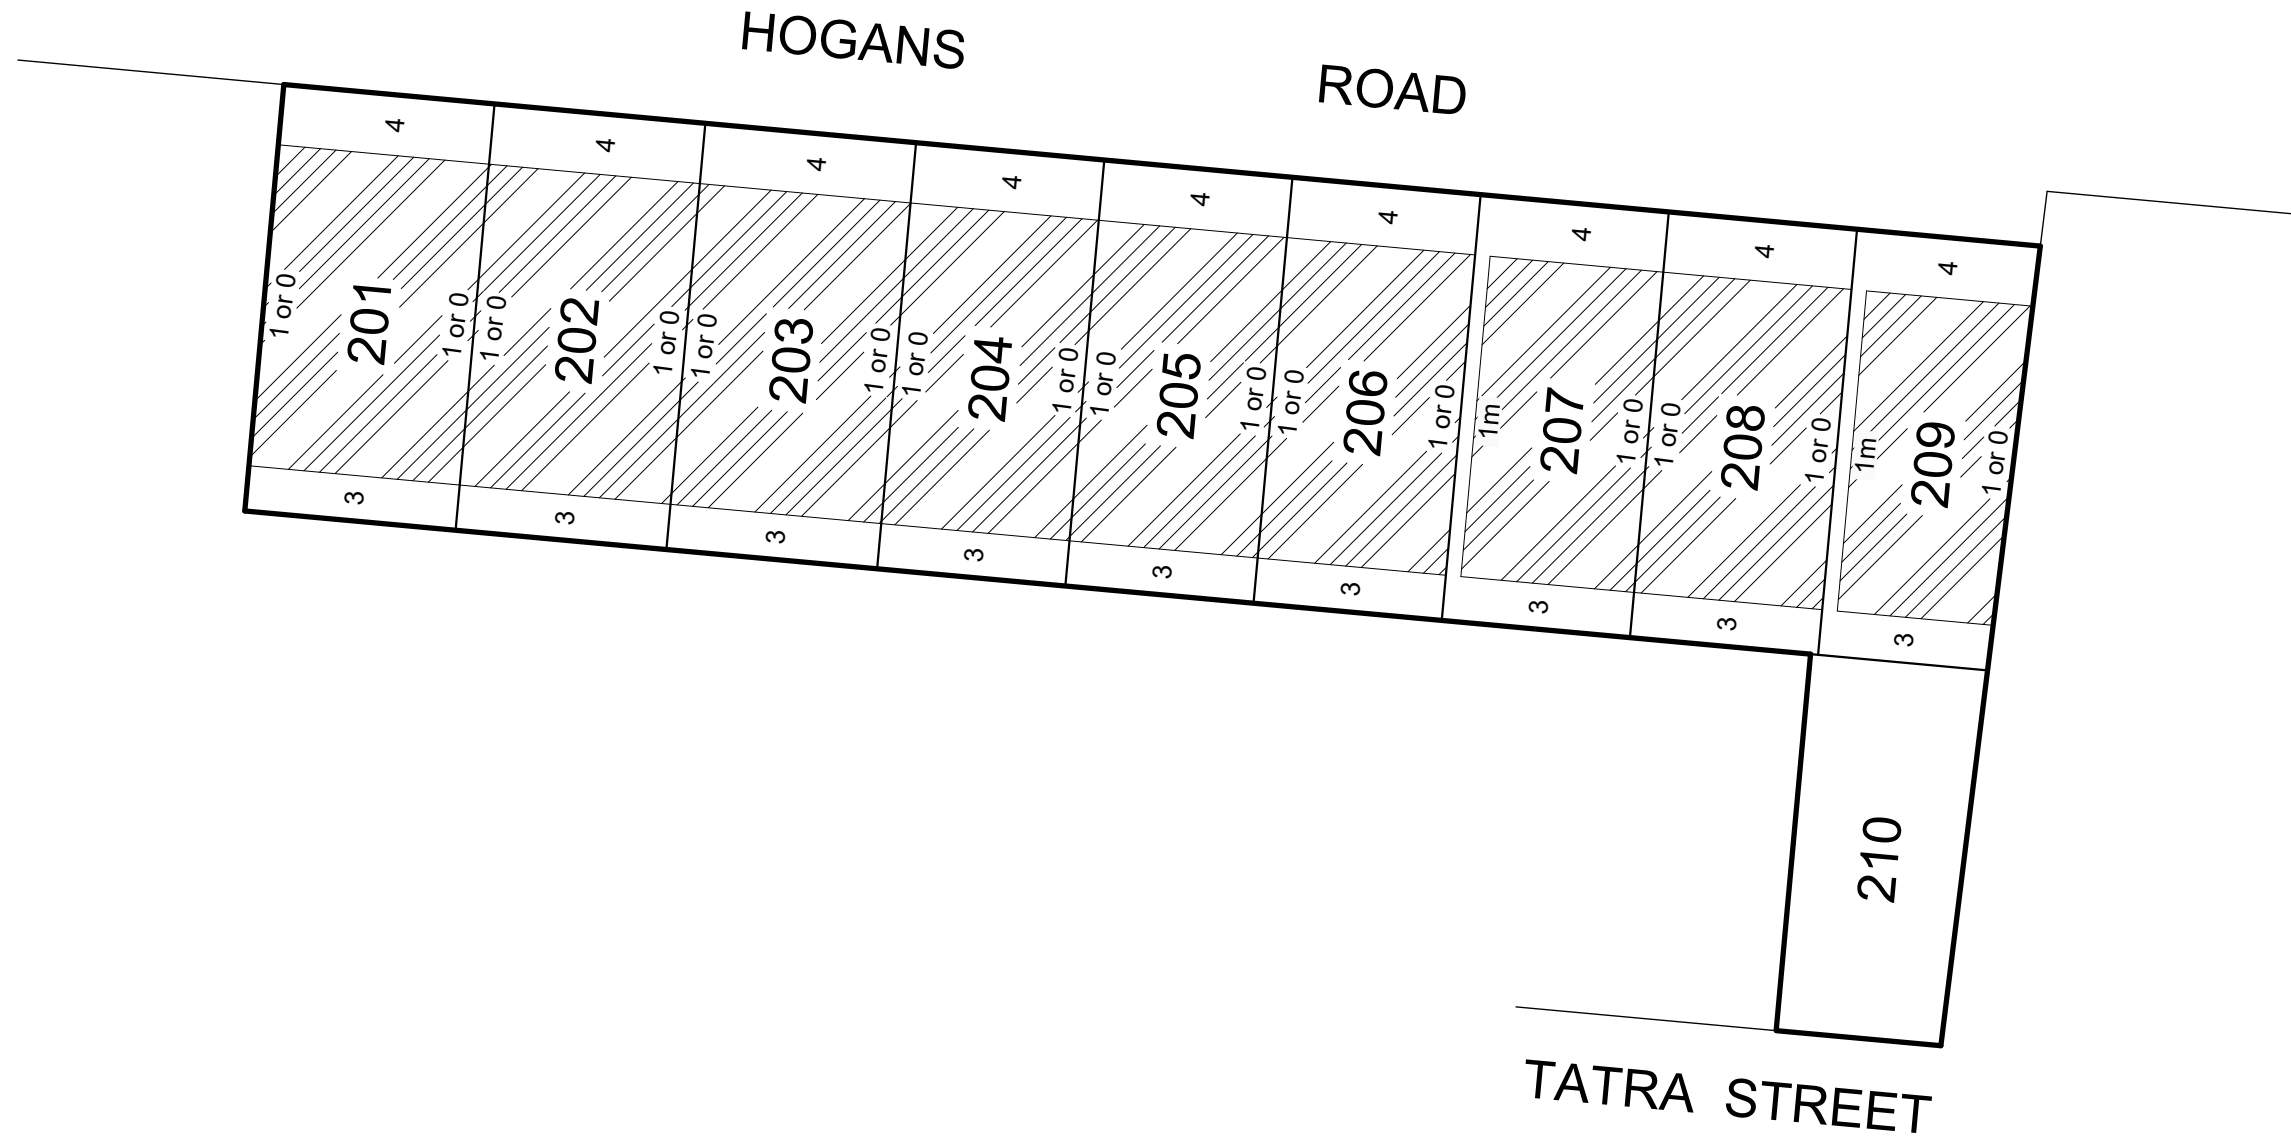 HOGANS ROAD
4 4 4 4 4 4 4 4 4
1 or 0 201 1 or 0
1 or 0 202 1 or 0
1 or 0 203 1 or 0
1 or 0 204 1 or 0
1 or 0 205 1 or 0
1 or 0 206 1 or 0
1m 207 1 or 0
1 or 0 208 1 or 0
1m 209 1 or 0
3 3 3 3 3 3 3 3 3
210
TATRA STREET